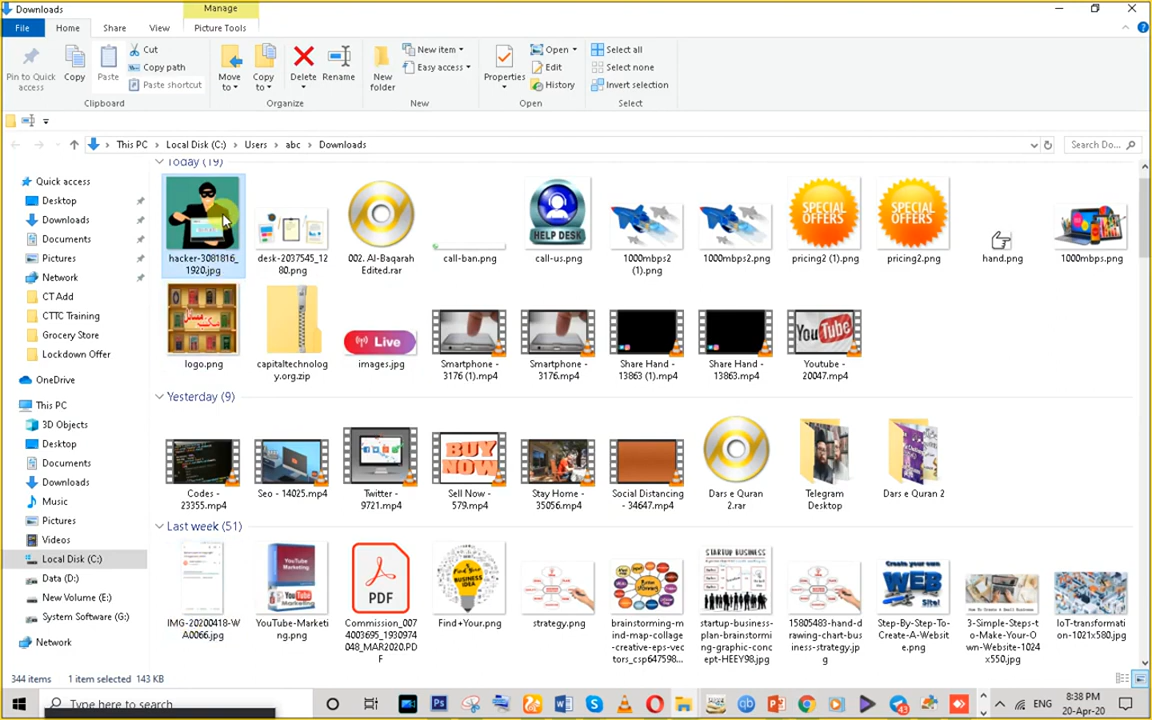 Downloads
Manage
File
Home
Share
View
Picture Tools
Pin to Quick access
Copy
Paste
Cut
Copy path
Paste shortcut
Move to
Copy to
Delete
Rename
New folder
New item
Easy access
Properties
Open
Edit
History
Select all
Select none
Invert selection
Clipboard
Organize
New
Open
Select
This PC > Local Disk (C:) > Users > abc > Downloads
Search Do...
Quick access
Desktop
Downloads
Documents
Pictures
Network
CT Add
CTTC Training
Grocery Store
Lockdown Offer
OneDrive
This PC
3D Objects
Desktop
Documents
Downloads
Music
Pictures
Videos
Local Disk (C:)
Data (D:)
New Volume (E:)
System Software (G:)
Network
Today (19)
HELP DESK
SPECIAL OFFERS
SPECIAL OFFERS
hacker-3081816_1920.jpg
desk-2037545_1280.png
002. Al-Baqarah Edited.rar
call-ban.png
call-us.png
1000mbps2 (1).png
1000mbps2.png
pricing2 (1).png
pricing2.png
hand.png
1000mbps.png
Live
YouTube
logo.png
capitaltechnology.org.zip
images.jpg
Smartphone - 3176 (1).mp4
Smartphone - 3176.mp4
Share Hand - 13863 (1).mp4
Share Hand - 13863.mp4
Youtube - 20047.mp4
Yesterday (9)
BUY NOW
Codes - 23355.mp4
Seo - 14025.mp4
Twitter - 9721.mp4
Sell Now - 579.mp4
Stay Home - 35056.mp4
Social Distancing - 34647.mp4
Dars e Quran 2.rar
Telegram Desktop
Dars e Quran 2
Last week (51)
PDF
STARTUP BUSINESS
IMG-20200418-WA0066.jpg
YouTube-Marketing.png
Commission_0074003695_1930974048_MAR2020.PDF
Find+Your.png
strategy.png
brainstorming-mind-map-collage-creative-eps-vectors_csp647598...
startup-business-plan-brainstorming-graphic-concept-HEEY98.jpg
15805483-hand-drawing-chart-business-strategy.jpg
Step-By-Step-To-Create-A-Website.png
3-Simple-Steps-to-Make-Your-Own-Website-1024x550.jpg
IoT-transformation-1021x580.jpg
344 items
1 item selected 143 KB
Type here to search
ENG
8:38 PM
20-Apr-20